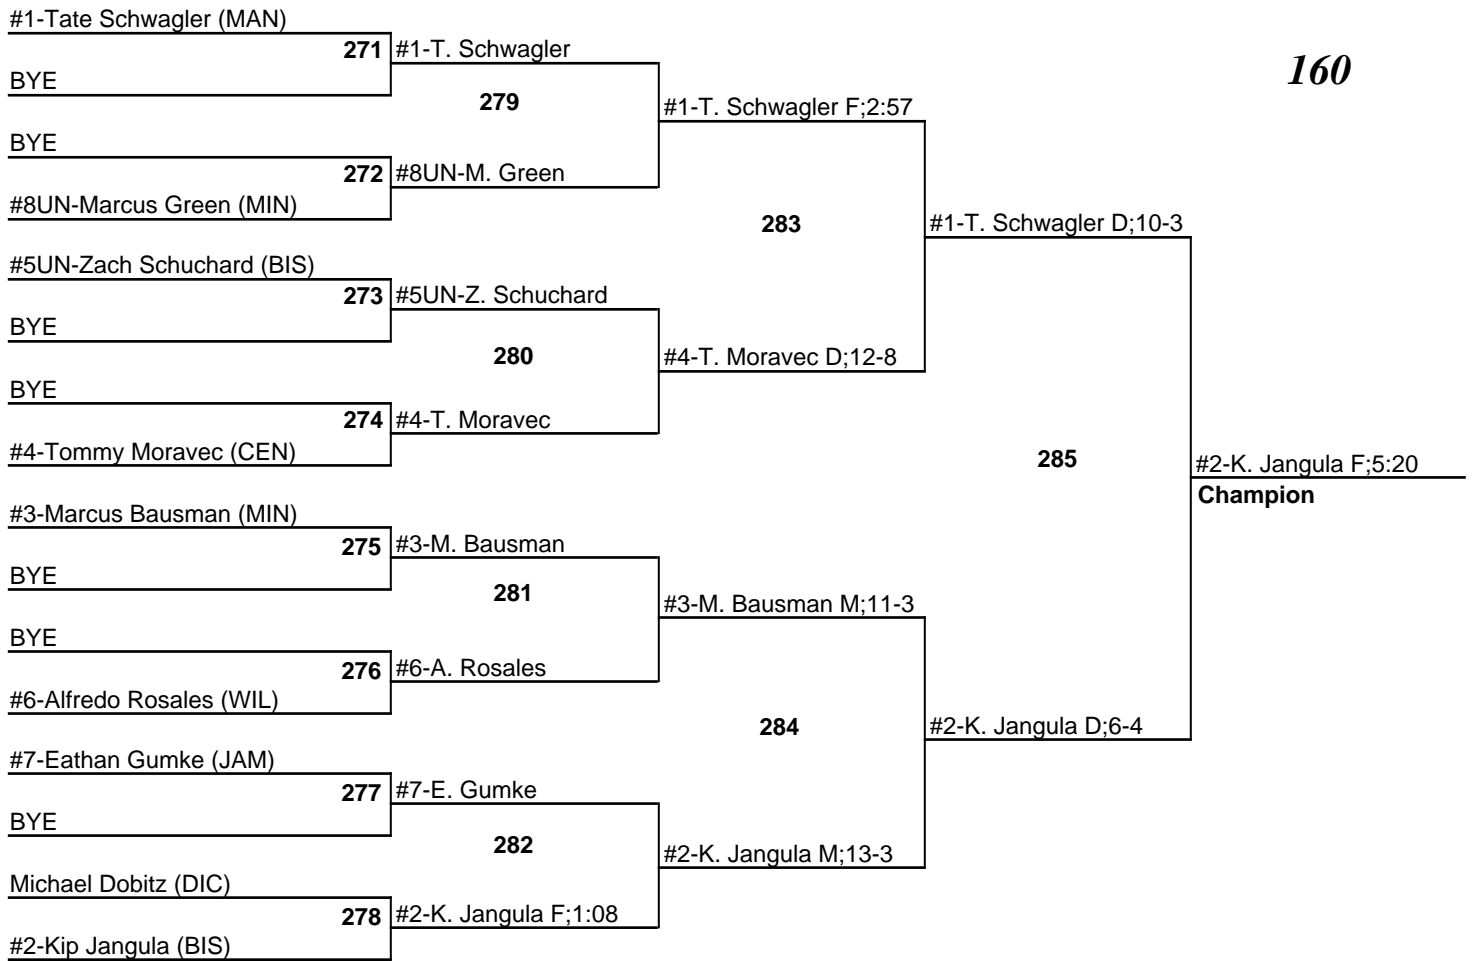 #1-Tate Schwagler (MAN)
271
#1-T. Schwagler
160
BYE
279
#1-T. Schwagler F;2:57
BYE
272
#8UN-M. Green
#8UN-Marcus Green (MIN)
283
#1-T. Schwagler D;10-3
#5UN-Zach Schuchard (BIS)
273
#5UN-Z. Schuchard
BYE
280
#4-T. Moravec D;12-8
BYE
274
#4-T. Moravec
#4-Tommy Moravec (CEN)
285
#2-K. Jangula F;5:20
Champion
#3-Marcus Bausman (MIN)
275
#3-M. Bausman
BYE
281
#3-M. Bausman M;11-3
BYE
276
#6-A. Rosales
#6-Alfredo Rosales (WIL)
284
#2-K. Jangula D;6-4
#7-Eathan Gumke (JAM)
277
#7-E. Gumke
BYE
282
#2-K. Jangula M;13-3
Michael Dobitz (DIC)
278
#2-K. Jangula F;1:08
#2-Kip Jangula (BIS)